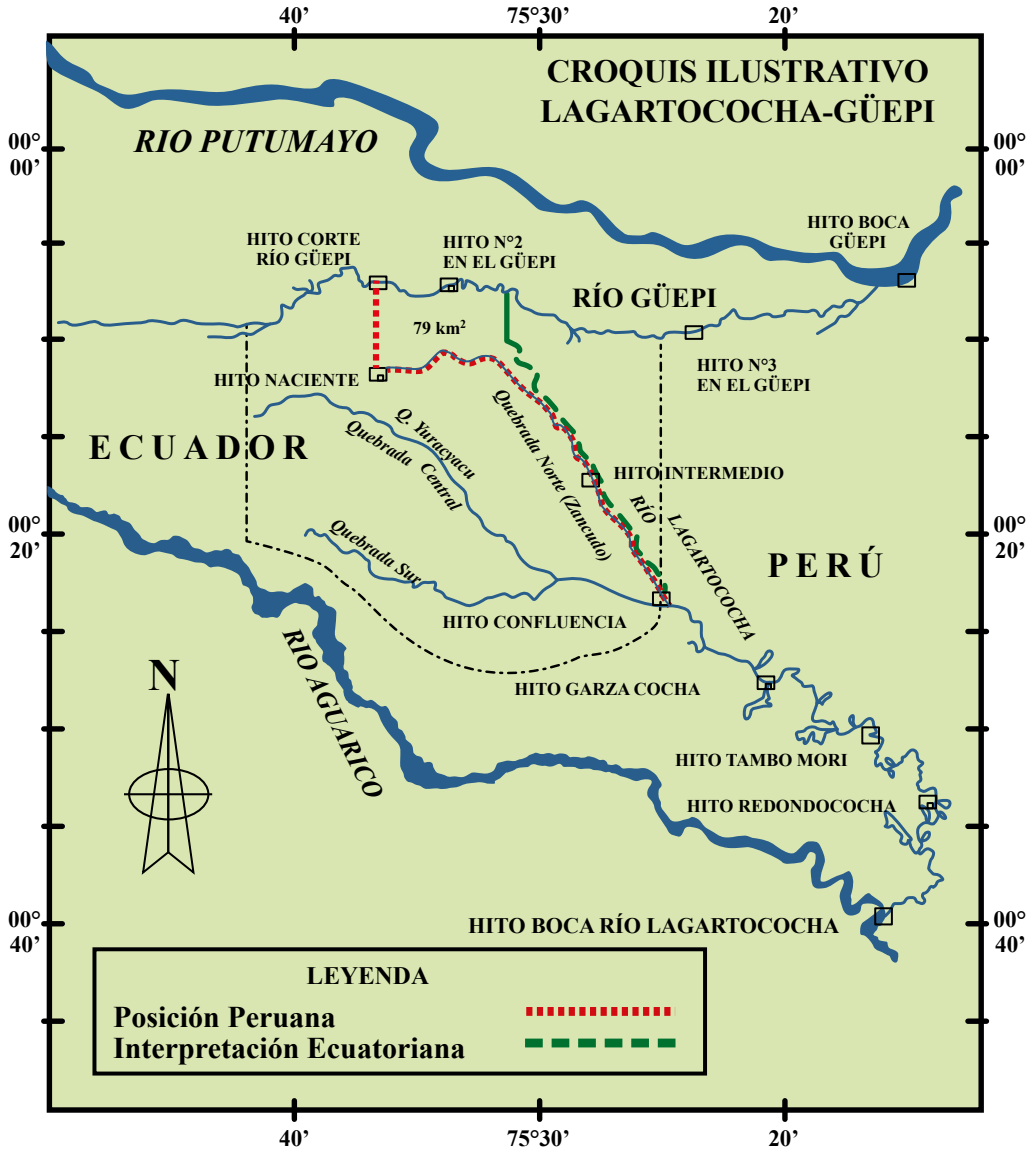 40’
75°30’
20’
CROQUIS ILUSTRATIVO
LAGARTOCOCHA-GÜEPI
RIO PUTUMAYO
00°
00’
00°
00’
HITO BOCA
GÜEPI
HITO CORTE
RÍO GÜEPI
HITO N°2
EN EL GÜEPI
RÍO GÜEPI
79 km²
HITO NACIENTE
HITO N°3
EN EL GÜEPI
ECUADOR
Q. Yuracyacu
Quebrada Central
Quebrada Norte (Zancudo)
HITO INTERMEDIO
RÍO
LAGARTOCOCHA
00°
20’
00°
20’
PERÚ
Quebrada Sur
HITO CONFLUENCIA
RIO AGUARICO
N
HITO GARZA COCHA
HITO TAMBO MORI
HITO REDONDOCOCHA
00°
40’
00°
40’
HITO BOCA RÍO LAGARTOCOCHA
LEYENDA
Posición Peruana
Interpretación Ecuatoriana
40’
75°30’
20’